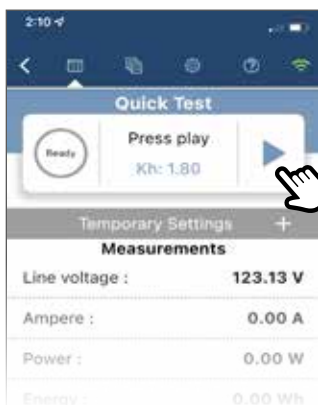 2:10
Quick Test
Ready
Press play
Kh: 1.80
Temporary Settings +
Measurements
Line voltage : 123.13 V
Ampere : 0.00 A
Power : 0.00 W
Energy : 0.00 Wh